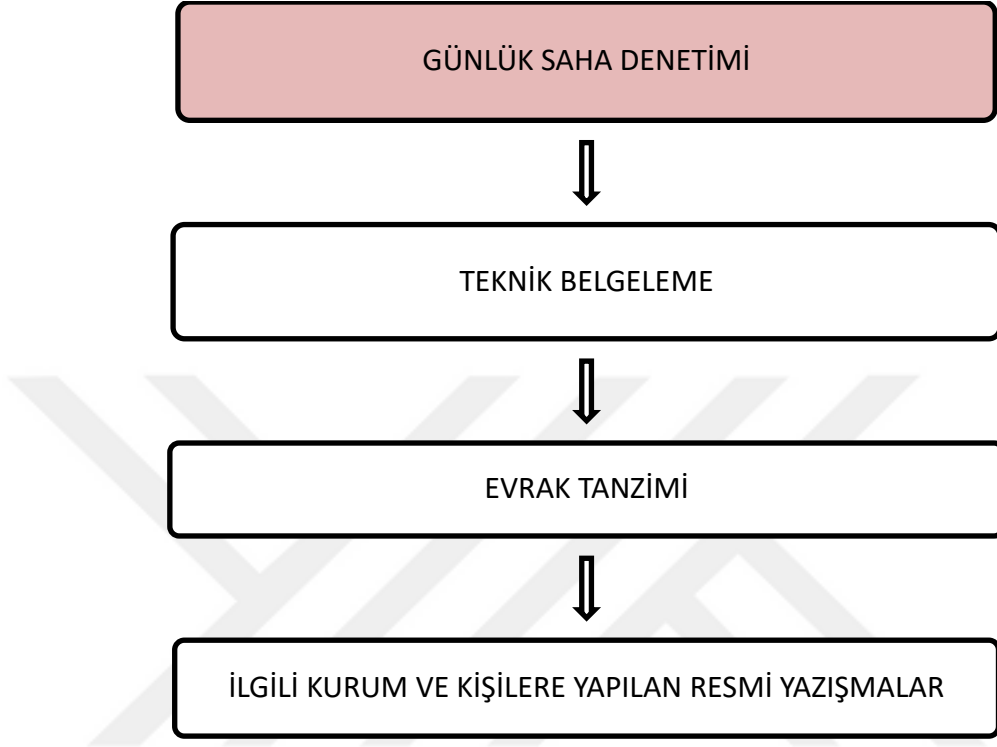 GÜNLÜK SAHA DENETİMİ
TEKNİK BELGELEME
EVRAK TANZİMİ
İLGİLİ KURUM VE KİŞİLERE YAPILAN RESMİ YAZIŞMALAR